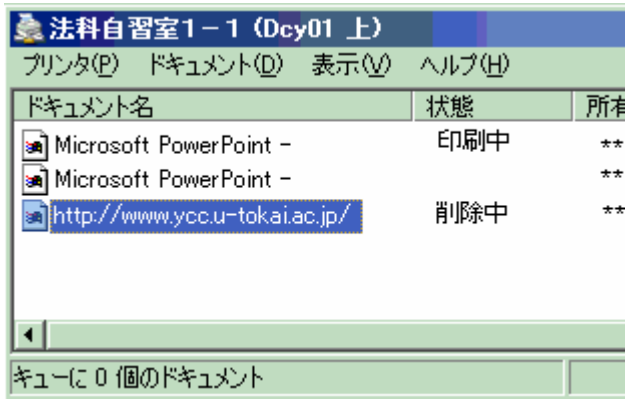 法科自習室1-1 (Dcy01 上)
プリンタ(P) ドキュメント(D) 表示(V) ヘルプ(H)
ドキュメント名 状態 所有
Microsoft PowerPoint - 印刷中 **
Microsoft PowerPoint - **
http://www.ycc.u-tokai.ac.jp/ 削除中 **
キューに 0 個のドキュメント